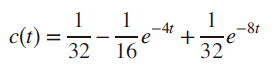 c(t) = 1/32 − 1/16 e^{−4t} + 1/32 e^{−8t}